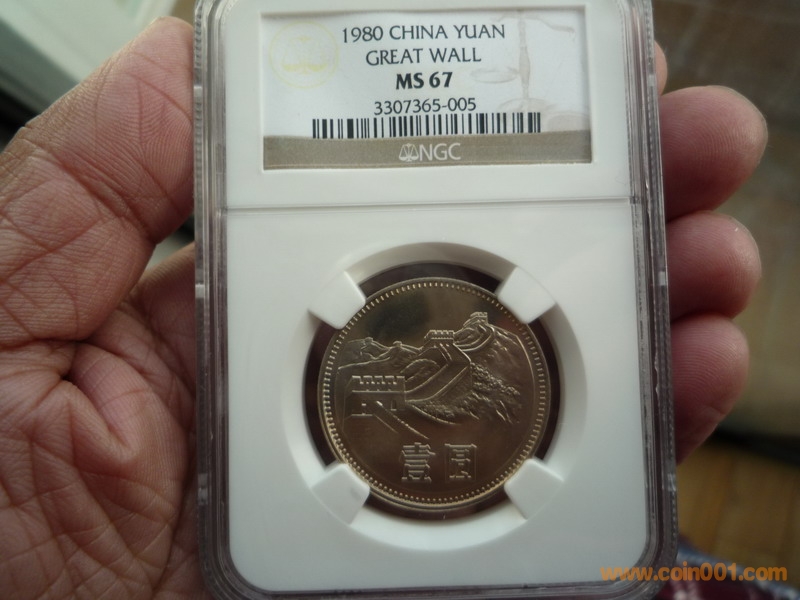 1980 CHINA YUAN
GREAT WALL
MS 67
3307365-005
NGC
壹圆
www.coin001.com